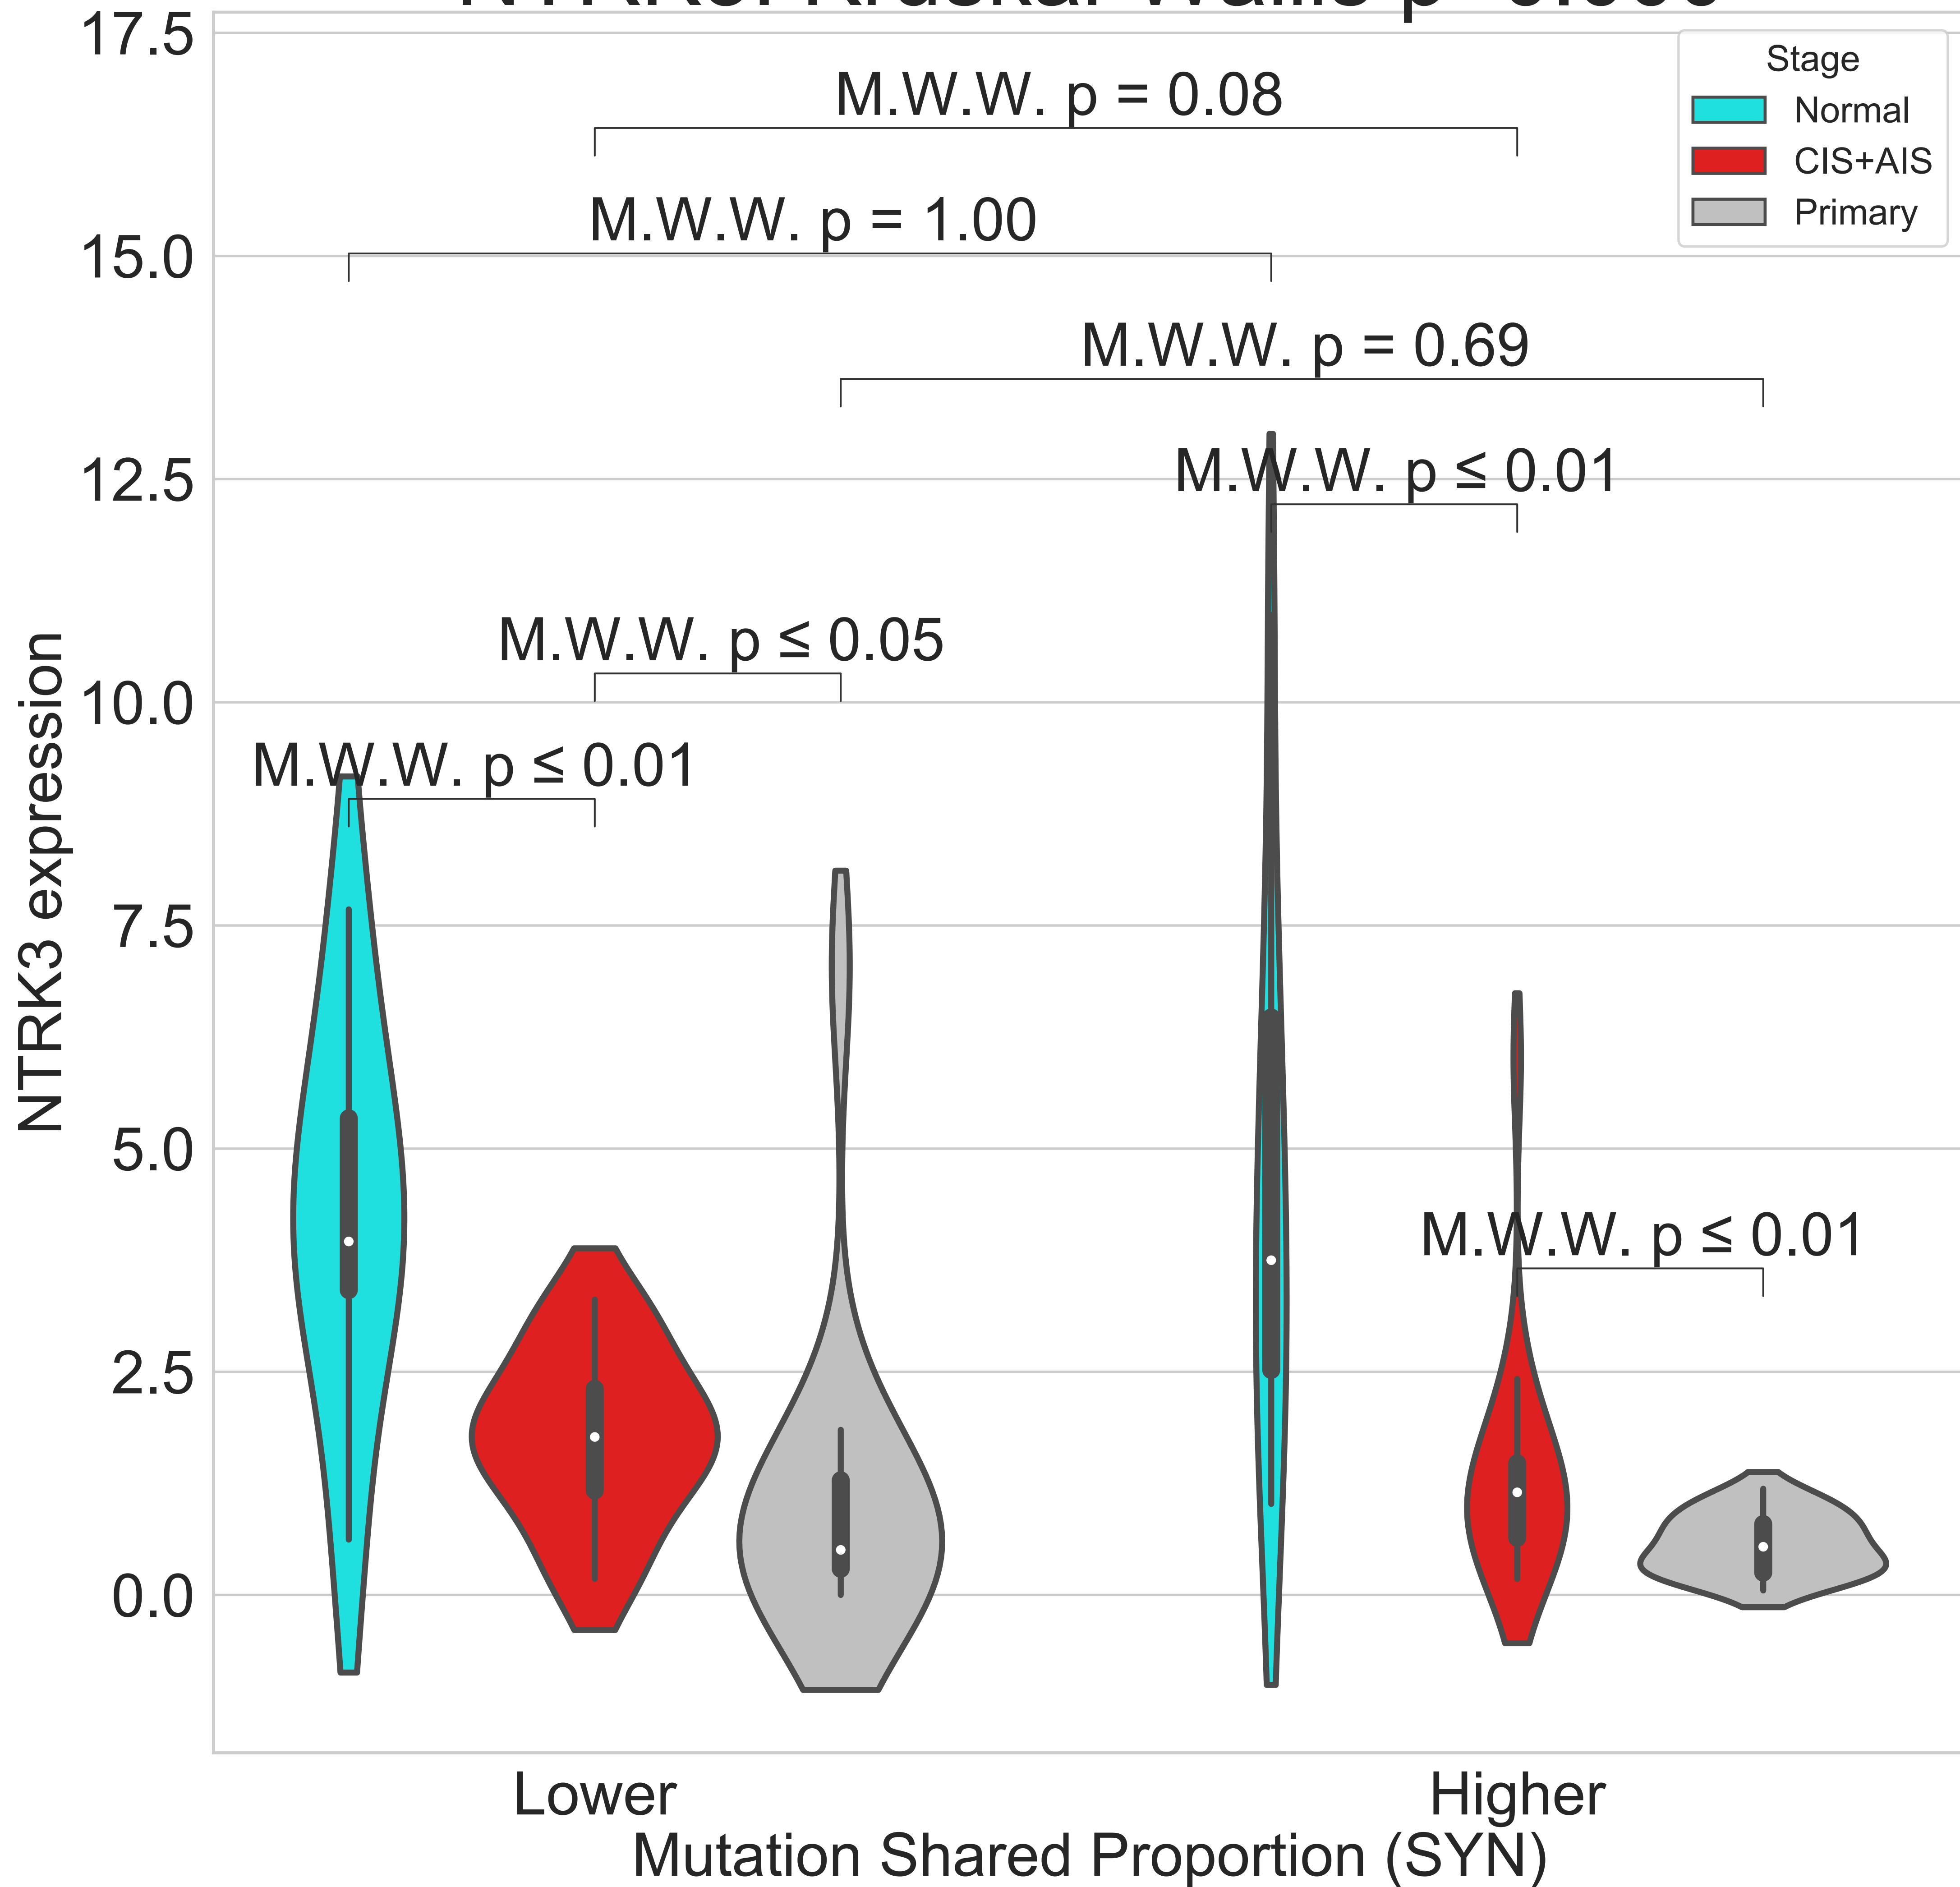 17.5
15.0
12.5
10.0
7.5
5.0
2.5
0.0
NTRK3 expression
Stage
Normal
CIS+AIS
Primary
M.W.W. p = 0.08
M.W.W. p = 1.00
M.W.W. p = 0.69
M.W.W. p ≤ 0.01
M.W.W. p ≤ 0.05
M.W.W. p ≤ 0.01
M.W.W. p ≤ 0.01
Lower
Higher
Mutation Shared Proportion (SYN)